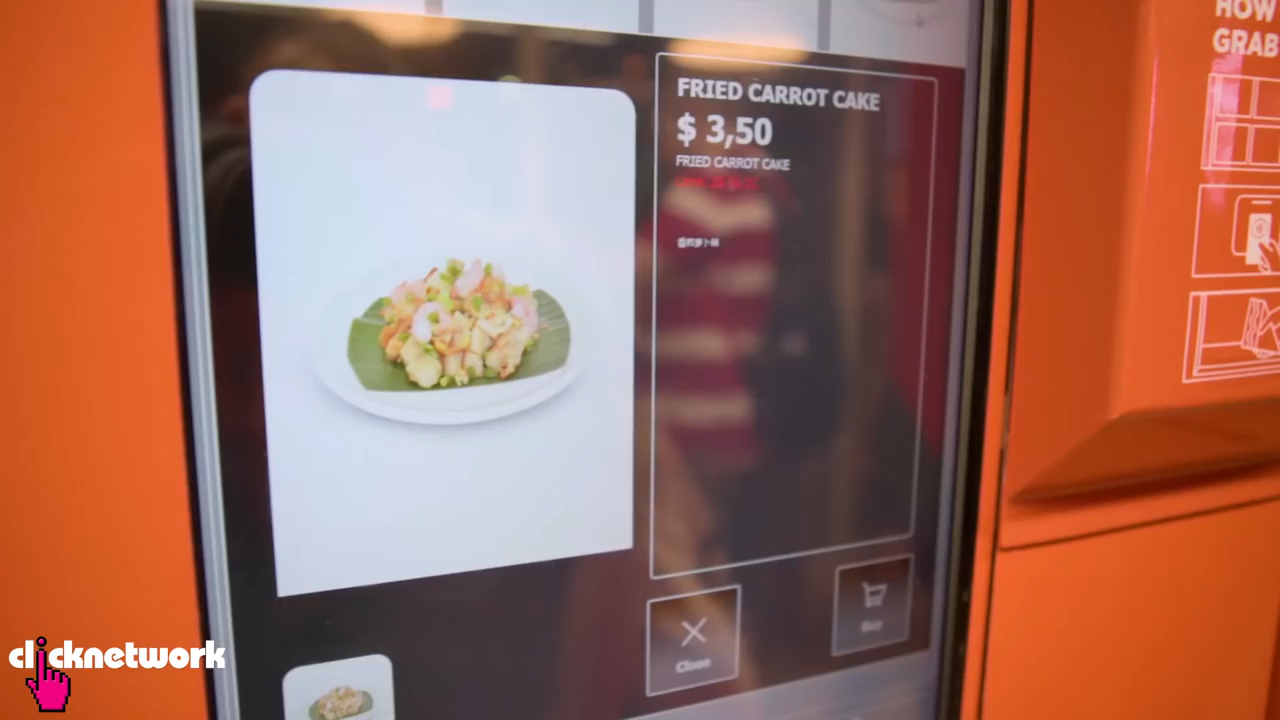 HOW
GRAB
FRIED CARROT CAKE
$ 3,50
FRIED CARROT CAKE
Close
Buy
clicknetwork